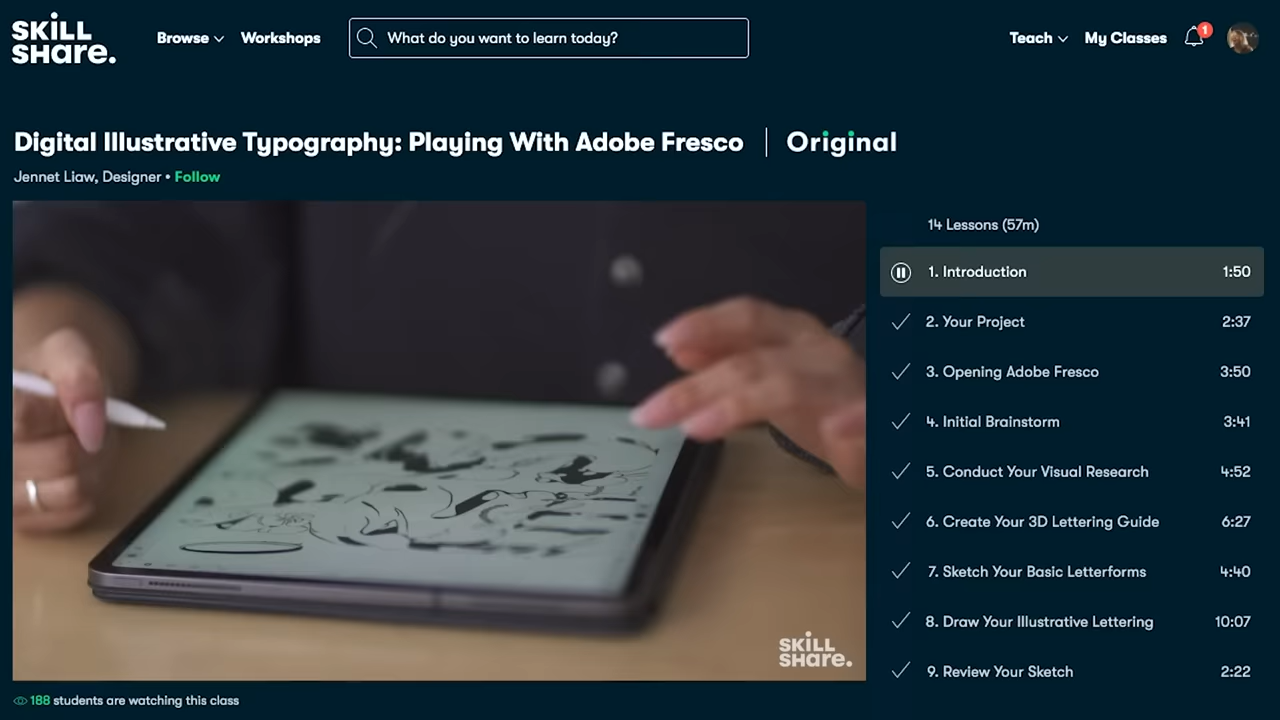 SKiLL
SHare.
Browse
Workshops
What do you want to learn today?
Teach
My Classes
1
Digital Illustrative Typography: Playing With Adobe Fresco
Original
Jennet Liaw, Designer • Follow
14 Lessons (57m)
1. Introduction 1:50
2. Your Project 2:37
3. Opening Adobe Fresco 3:50
4. Initial Brainstorm 3:41
5. Conduct Your Visual Research 4:52
6. Create Your 3D Lettering Guide 6:27
7. Sketch Your Basic Letterforms 4:40
8. Draw Your Illustrative Lettering 10:07
9. Review Your Sketch 2:22
SKiLL
SHare.
188 students are watching this class